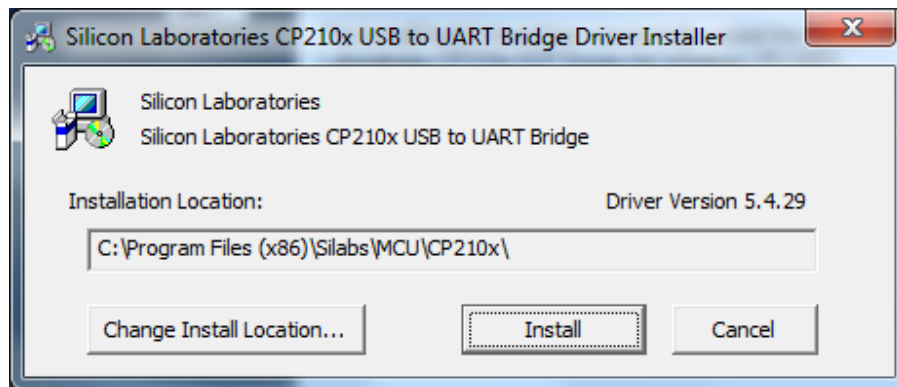 Silicon Laboratories CP210x USB to UART Bridge Driver Installer
Silicon Laboratories
Silicon Laboratories CP210x USB to UART Bridge
Installation Location:
Driver Version 5.4.29
C:\Program Files (x86)\Silabs\MCU\CP210x\
Change Install Location...
Install
Cancel